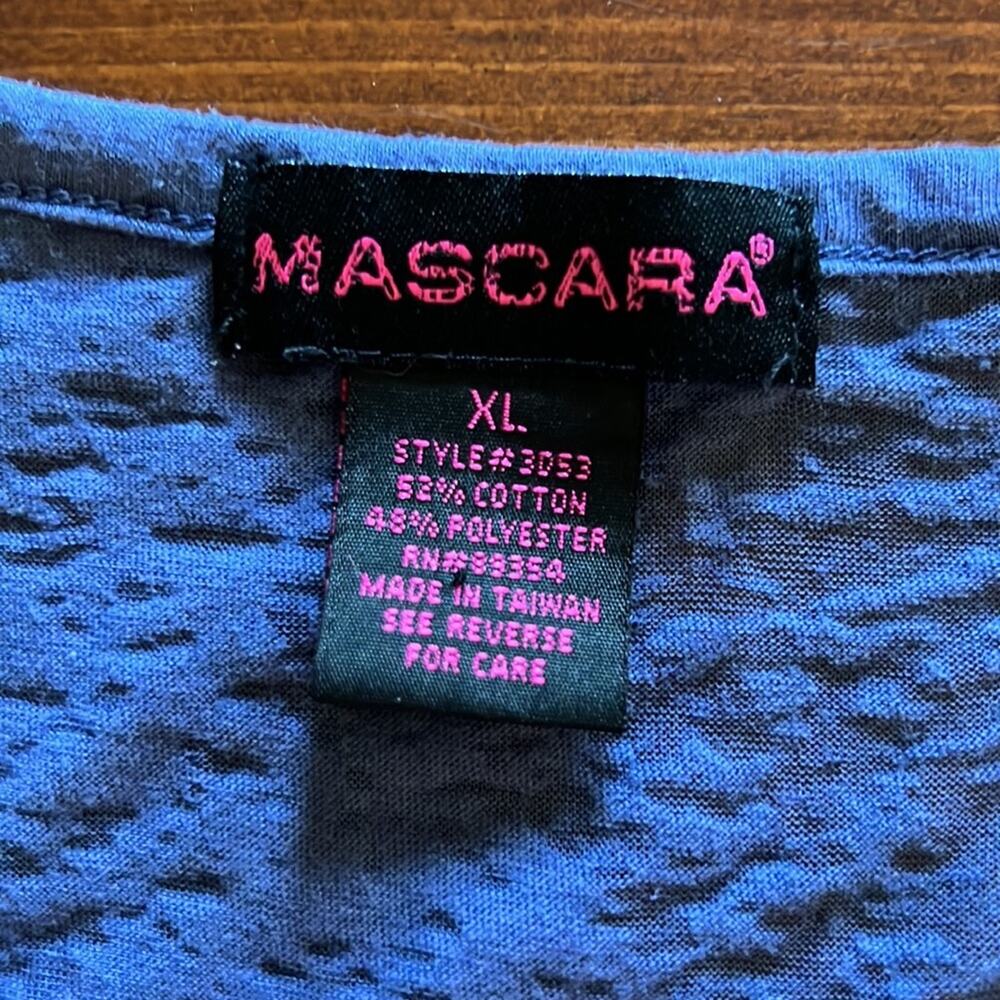 MASCARA®
XL
STYLE#3053
52% COTTON
48% POLYESTER
RN#89354
MADE IN TAIWAN
SEE REVERSE
FOR CARE